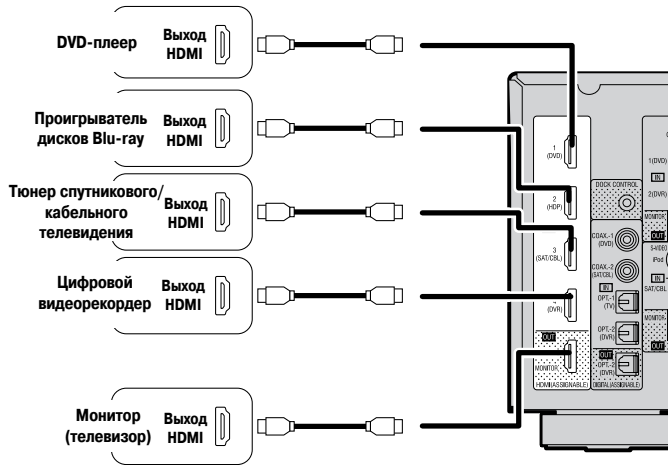 DVD-плеер
Выход
HDMI
Проигрыватель
дисков Blu-ray
Выход
HDMI
Тюнер спутникового/
кабельного
телевидения
Выход
HDMI
Цифровой
видеорекордер
Выход
HDMI
Монитор
(телевизор)
Выход
HDMI
1
(DVD)
2
(HDP)
3
(SAT/CBL)
(DVR)
OUT
MONITOR
HDMI(ASSIGNABLE)
DOCK CONTROL
COAX.-1
(DVD)
COAX.-2
(SAT/CBL)
IN
OPT.-1
(TV)
OPT.-2
(DVR)
OUT
OPT.-2
(DVR)
DIGITAL(ASSIGNABLE)
1(DVD)
IN
2(DVR)
MONITOR
OUT
S-VIDEO
iPod
IN
SAT/CBL
MONITOR
OUT